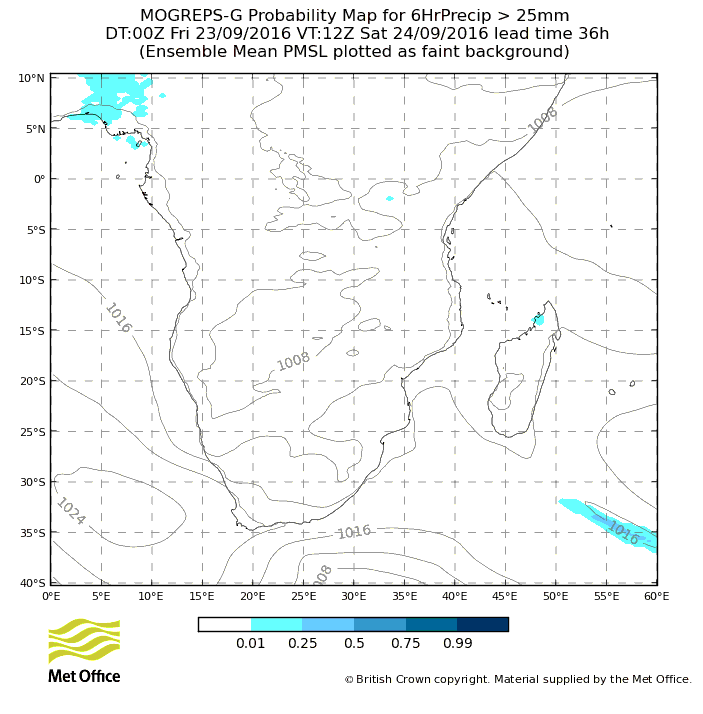 MOGREPS-G Probability Map for 6HrPrecip > 25mm
DT:00Z Fri 23/09/2016 VT:12Z Sat 24/09/2016 lead time 36h
(Ensemble Mean PMSL plotted as faint background)
10°N
5°N
0°
5°S
10°S
15°S
20°S
25°S
30°S
35°S
40°S
1008
1016
1008
1024
1016
1016
008
0°E 5°E 10°E 15°E 20°E 25°E 30°E 35°E 40°E 45°E 50°E 55°E 60°E
0.01 0.25 0.5 0.75 0.99
Met Office
© British Crown copyright. Material supplied by the Met Office.